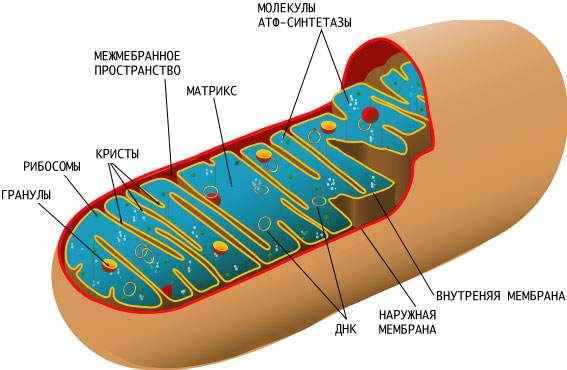 МОЛЕКУЛЫ
АТФ-СИНТЕТАЗЫ
МЕЖМЕБРАННОЕ
ПРОСТРАНСТВО
МАТРИКС
КРИСТЫ
РИБОСОМЫ
ГРАНУЛЫ
ВНУТРЕНЯЯ МЕМБРАНА
НАРУЖНАЯ
МЕМБРАНА
ДНК